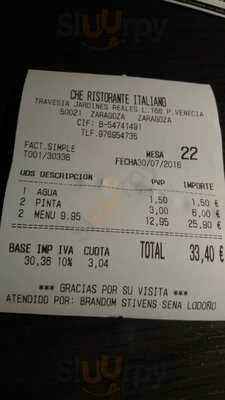 Sluurpy
CHE RISTORANTE ITALIANO
TRAVESIA JARDINES REALES L.166 P.VENECIA
50021 ZARAGOZA ZARAGOZA
CIF: B-54741491
TLF.976954735
FACT.SIMPLE MESA 22
T001/30336 FECHA30/07/2016
UDS DESCRIPCION PVP IMPORTE
1 AGUA 1,50 1,50 €
2 PINTA 3,00 6,00 €
2 MENU 9.95 12,95 25,90 €
BASE IMP IVA CUOTA TOTAL 33,40 €
30,36 10% 3,04
*** GRACIAS POR SU VISITA ***
ATENDIDO POR: BRANDOM STIVENS SENA LODOÑO
Sluurpy